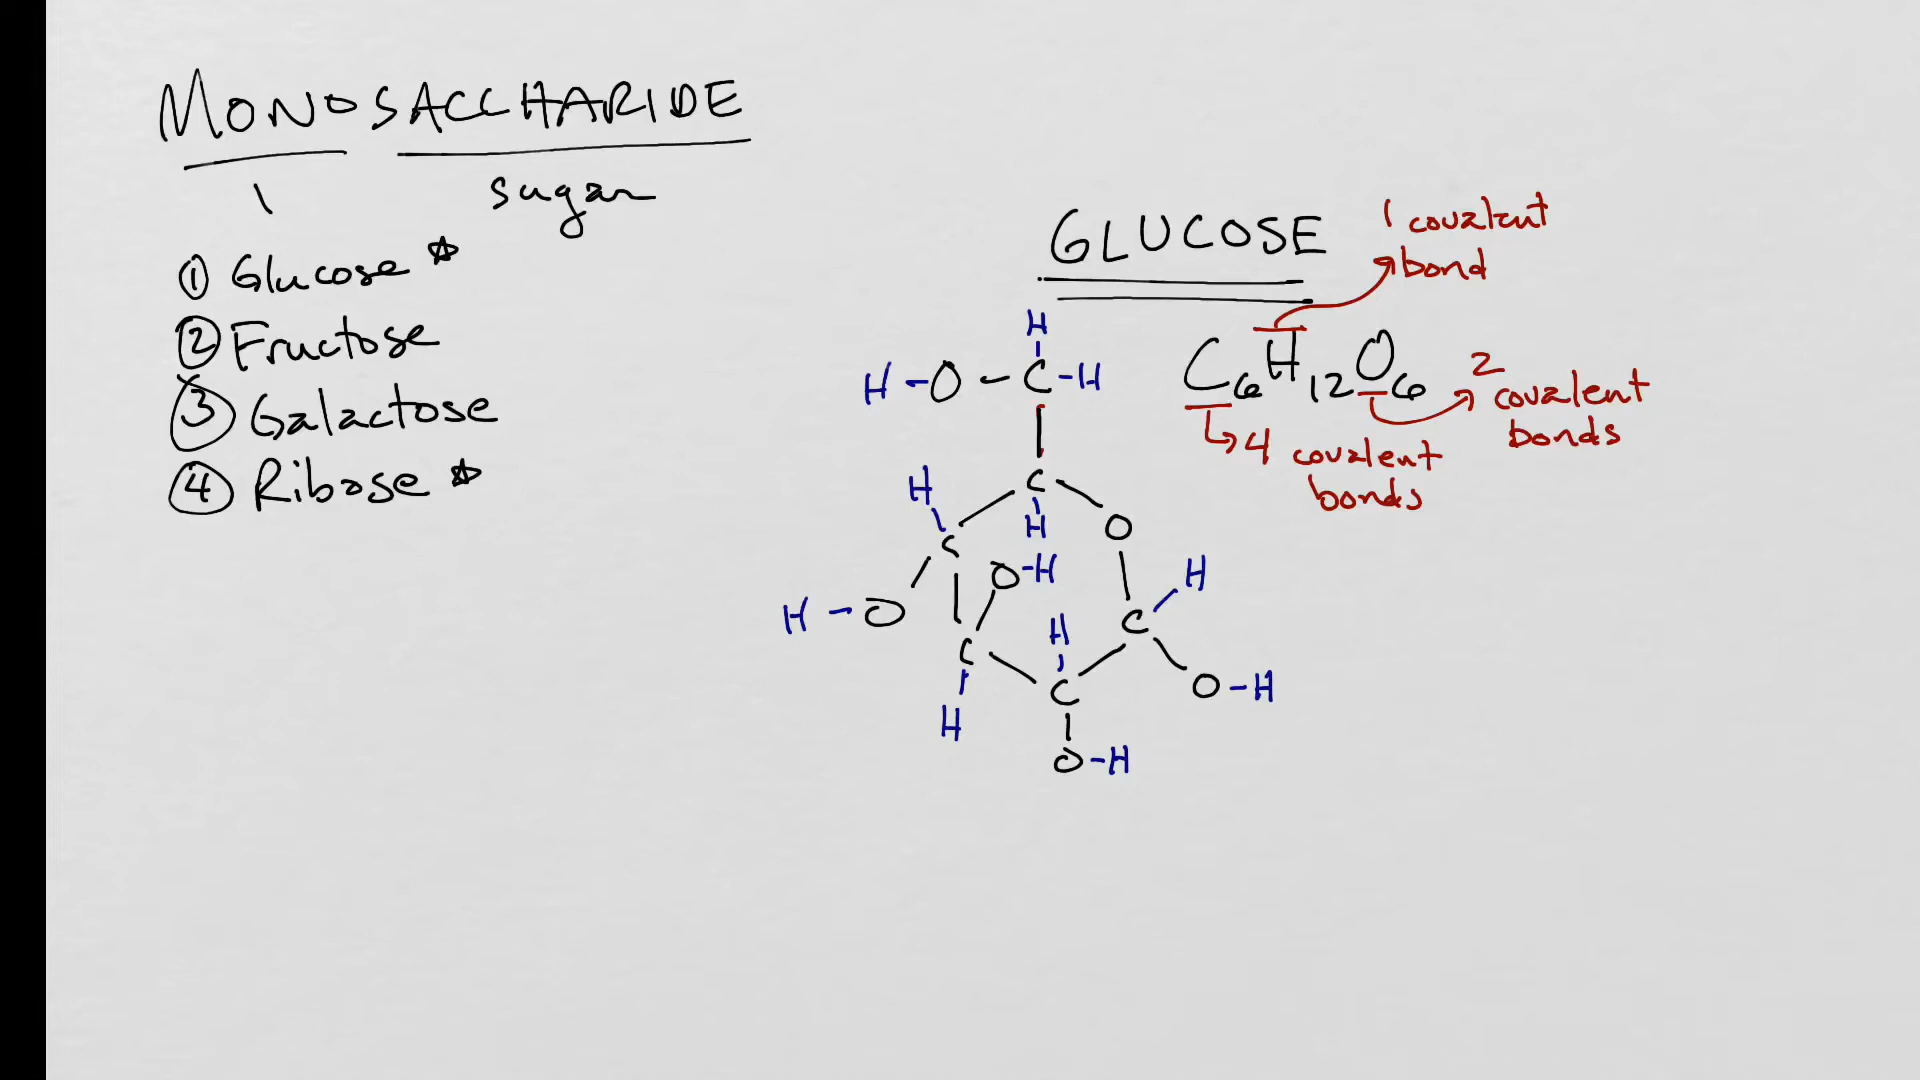 MONOSACCHARIDE
1 sugar
① Glucose ☆
② Fructose
③ Galactose
④ Ribose ☆
GLUCOSE
1 covalent
bond
C6H12O6
2
covalent
bonds
4 covalent
bonds
H
H-O-C-H
C
H
H
O
C
O-H
H
H-O
H
C
C
C
O-H
H
O-H